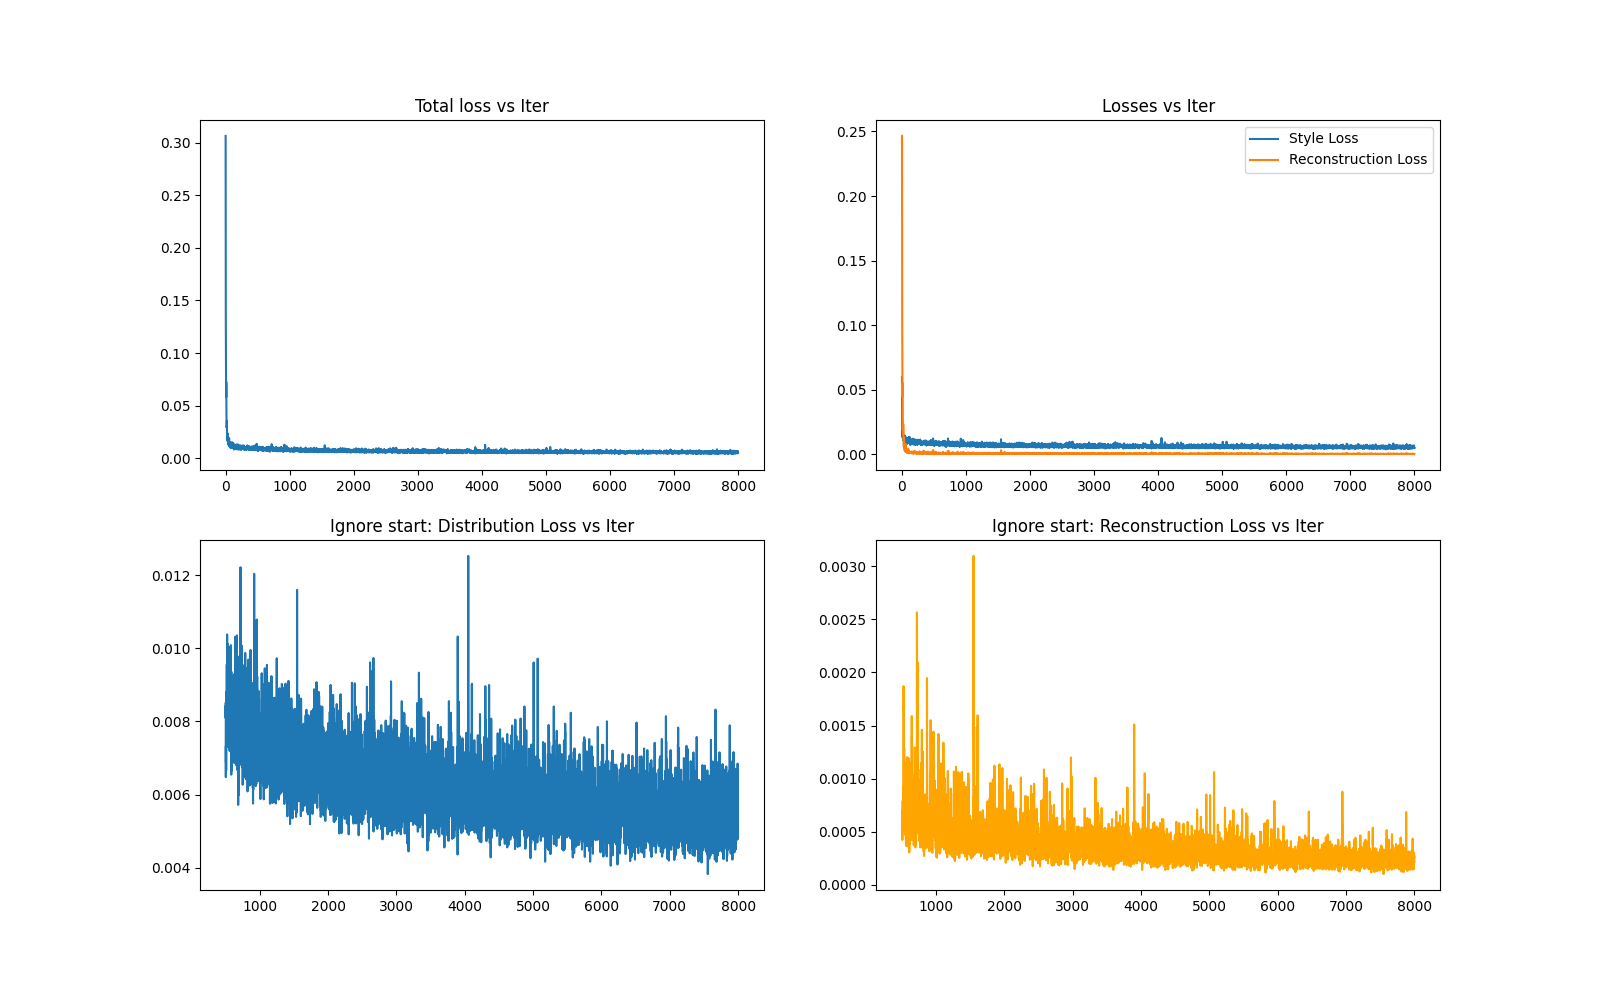 Total loss vs Iter
0.30
0.25
0.20
0.15
0.10
0.05
0.00
0 1000 2000 3000 4000 5000 6000 7000 8000
Losses vs Iter
Style Loss
Reconstruction Loss
0.25
0.20
0.15
0.10
0.05
0.00
0 1000 2000 3000 4000 5000 6000 7000 8000
Ignore start: Distribution Loss vs Iter
0.012
0.010
0.008
0.006
0.004
1000 2000 3000 4000 5000 6000 7000 8000
Ignore start: Reconstruction Loss vs Iter
0.0030
0.0025
0.0020
0.0015
0.0010
0.0005
0.0000
1000 2000 3000 4000 5000 6000 7000 8000